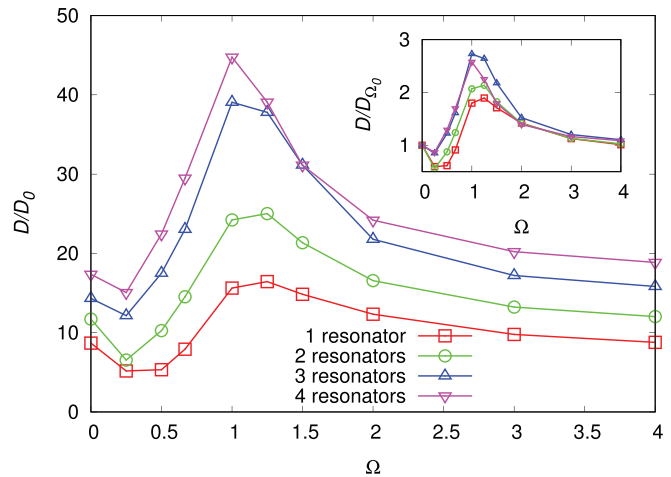 50
40
30
20
10
0
D/D0
0 0.5 1 1.5 2 2.5 3 3.5 4
Ω
1 resonator
2 resonators
3 resonators
4 resonators
3
2
1
D/DΩ0
0 1 2 3 4
Ω